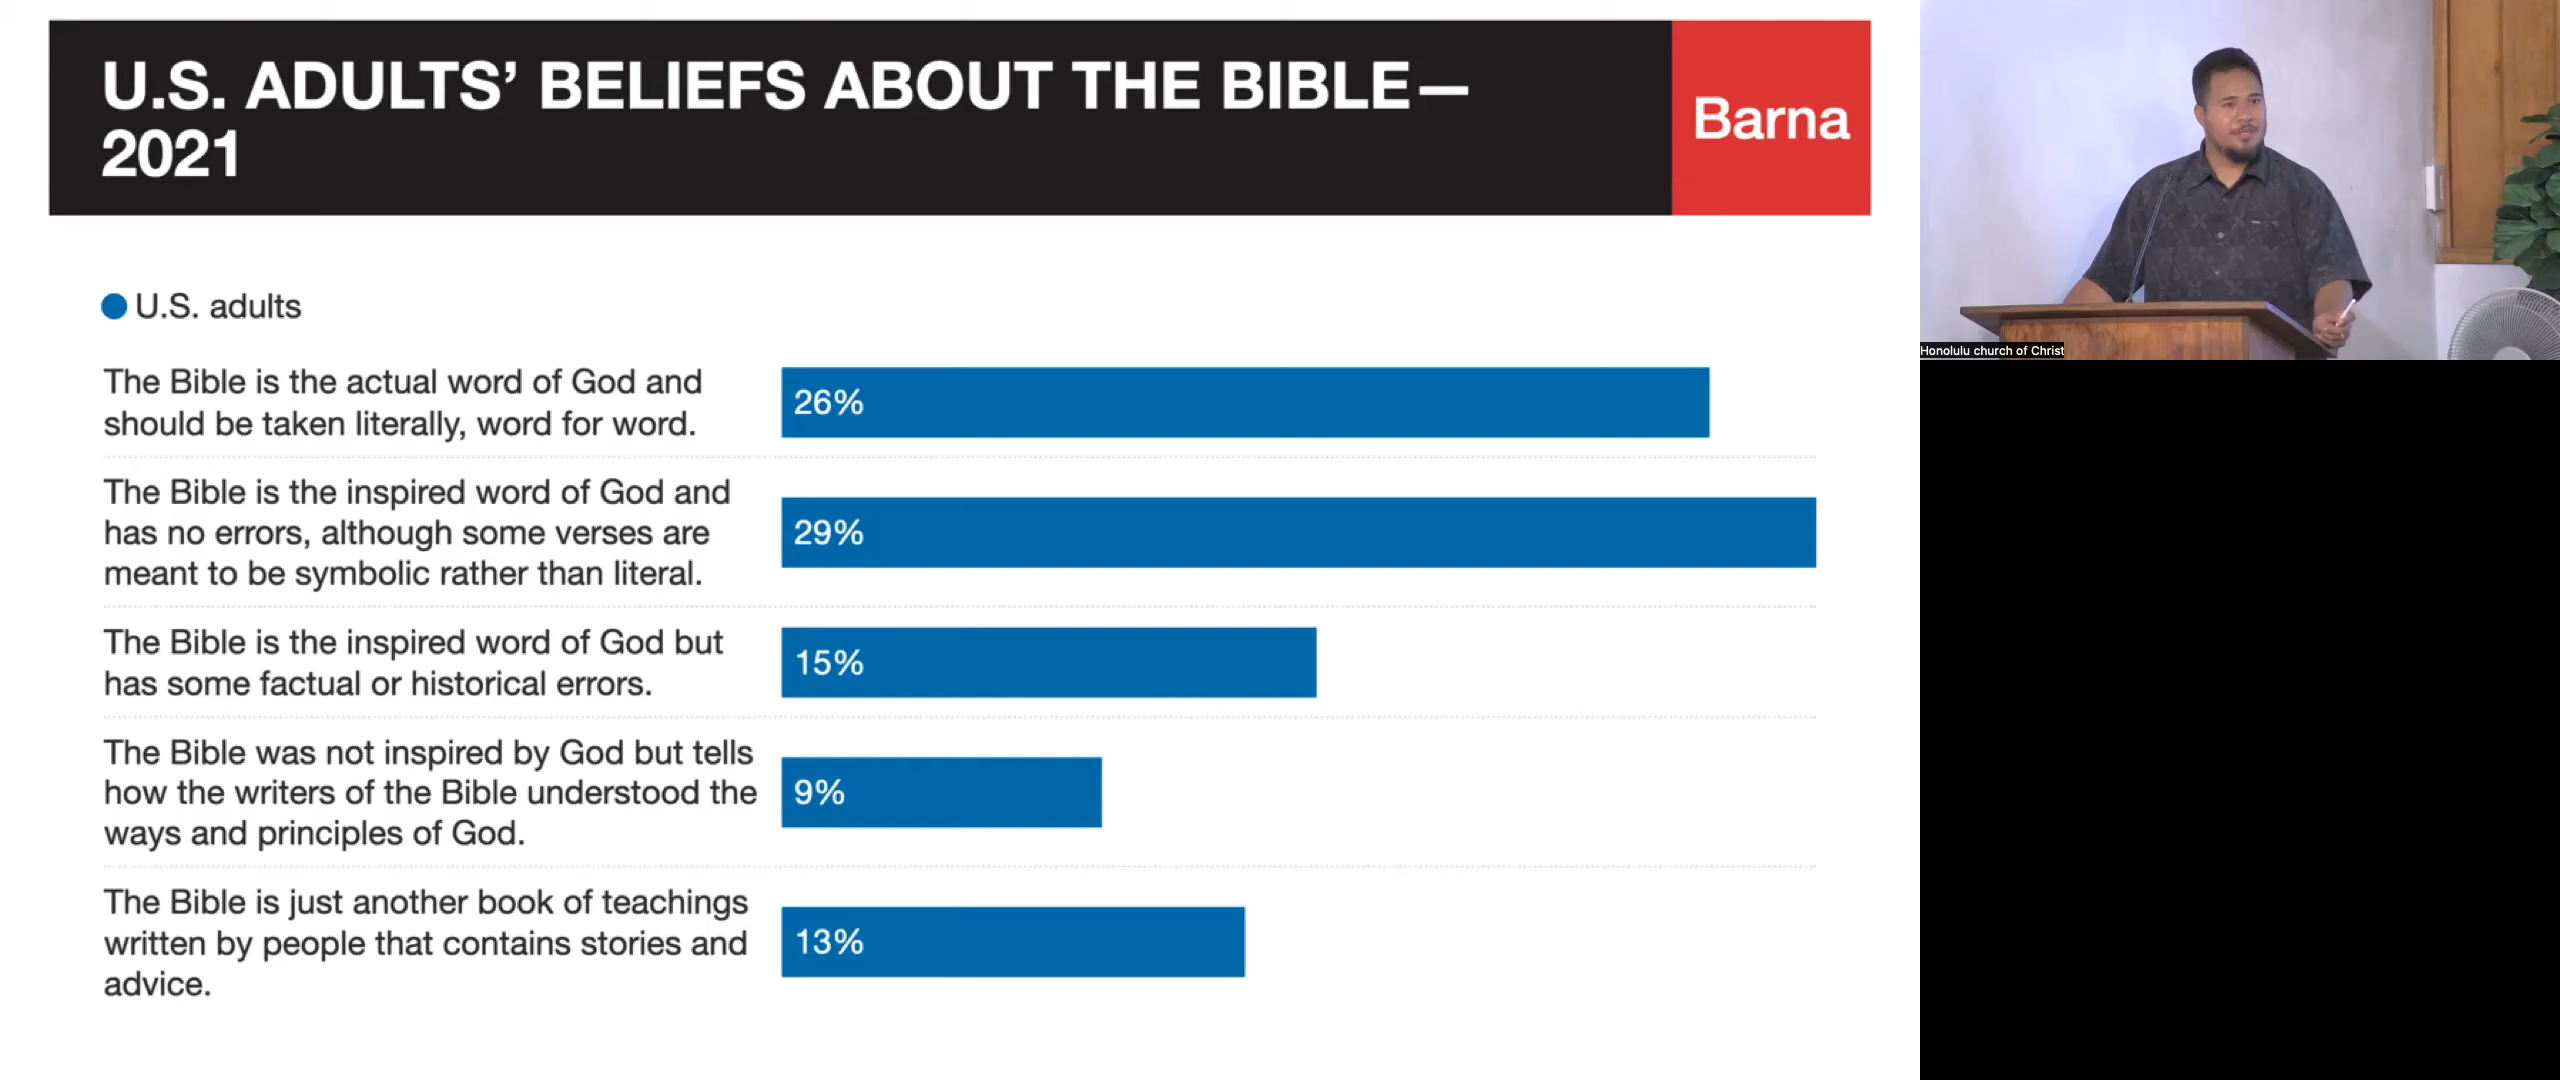 U.S. ADULTS’ BELIEFS ABOUT THE BIBLE—
2021
Barna
U.S. adults
The Bible is the actual word of God and
should be taken literally, word for word.
26%
The Bible is the inspired word of God and
has no errors, although some verses are
meant to be symbolic rather than literal.
29%
The Bible is the inspired word of God but
has some factual or historical errors.
15%
The Bible was not inspired by God but tells
how the writers of the Bible understood the
ways and principles of God.
9%
The Bible is just another book of teachings
written by people that contains stories and
advice.
13%
Honolulu church of Christ